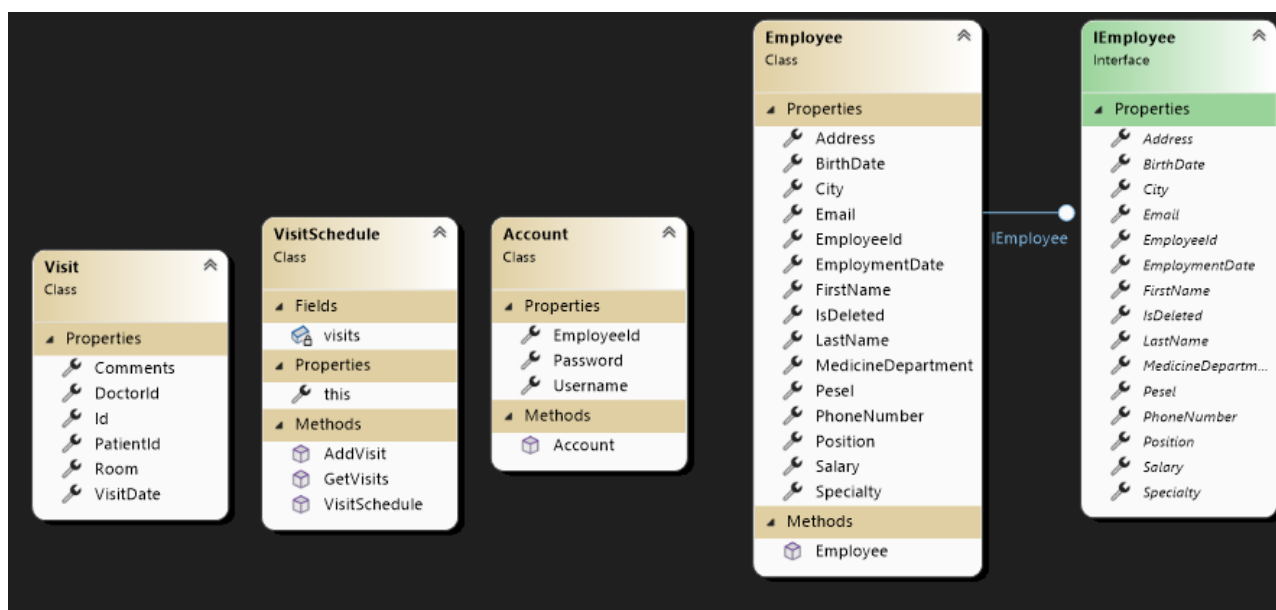 Visit
Class
Properties
Comments
DoctorId
Id
PatientId
Room
VisitDate
VisitSchedule
Class
Fields
visits
Properties
this
Methods
AddVisit
GetVisits
VisitSchedule
Account
Class
Properties
EmployeeId
Password
Username
Methods
Account
Employee
Class
Properties
Address
BirthDate
City
Email
EmployeeId
EmploymentDate
FirstName
IsDeleted
LastName
MedicineDepartment
Pesel
PhoneNumber
Position
Salary
Specialty
Methods
Employee
IEmployee
IEmployee
Interface
Properties
Address
BirthDate
City
Email
EmployeeId
EmploymentDate
FirstName
IsDeleted
LastName
MedicineDepartm...
Pesel
PhoneNumber
Position
Salary
Specialty